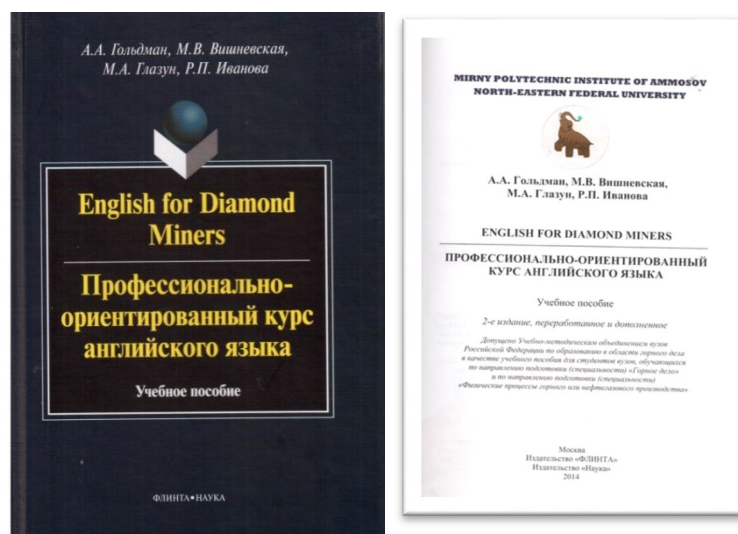 А.А. Гольдман, М.В. Вишневская,
М.А. Глазун, Р.П. Иванова
English for Diamond
Miners
Профессионально-
ориентированный курс
английского языка
Учебное пособие
ФЛИНТА•НАУКА
MIRNY POLYTECHNIC INSTITUTE OF AMMOSOV
NORTH-EASTERN FEDERAL UNIVERSITY
А.А. Гольдман, М.В. Вишневская,
М.А. Глазун, Р.П. Иванова
ENGLISH FOR DIAMOND MINERS
ПРОФЕССИОНАЛЬНО-ОРИЕНТИРОВАННЫЙ
КУРС АНГЛИЙСКОГО ЯЗЫКА
Учебное пособие
2-е издание, переработанное и дополненное
Допущено Учебно-методическим объединением вузов
Российской Федерации по образованию в области горного дела
в качестве учебного пособия для студентов вузов, обучающихся
по направлению подготовки (специальности) «Горное дело»
и по направлению подготовки (специальности)
«Физические процессы горного или нефтегазового производства»
Москва
Издательство «ФЛИНТА»
Издательство «Наука»
2014